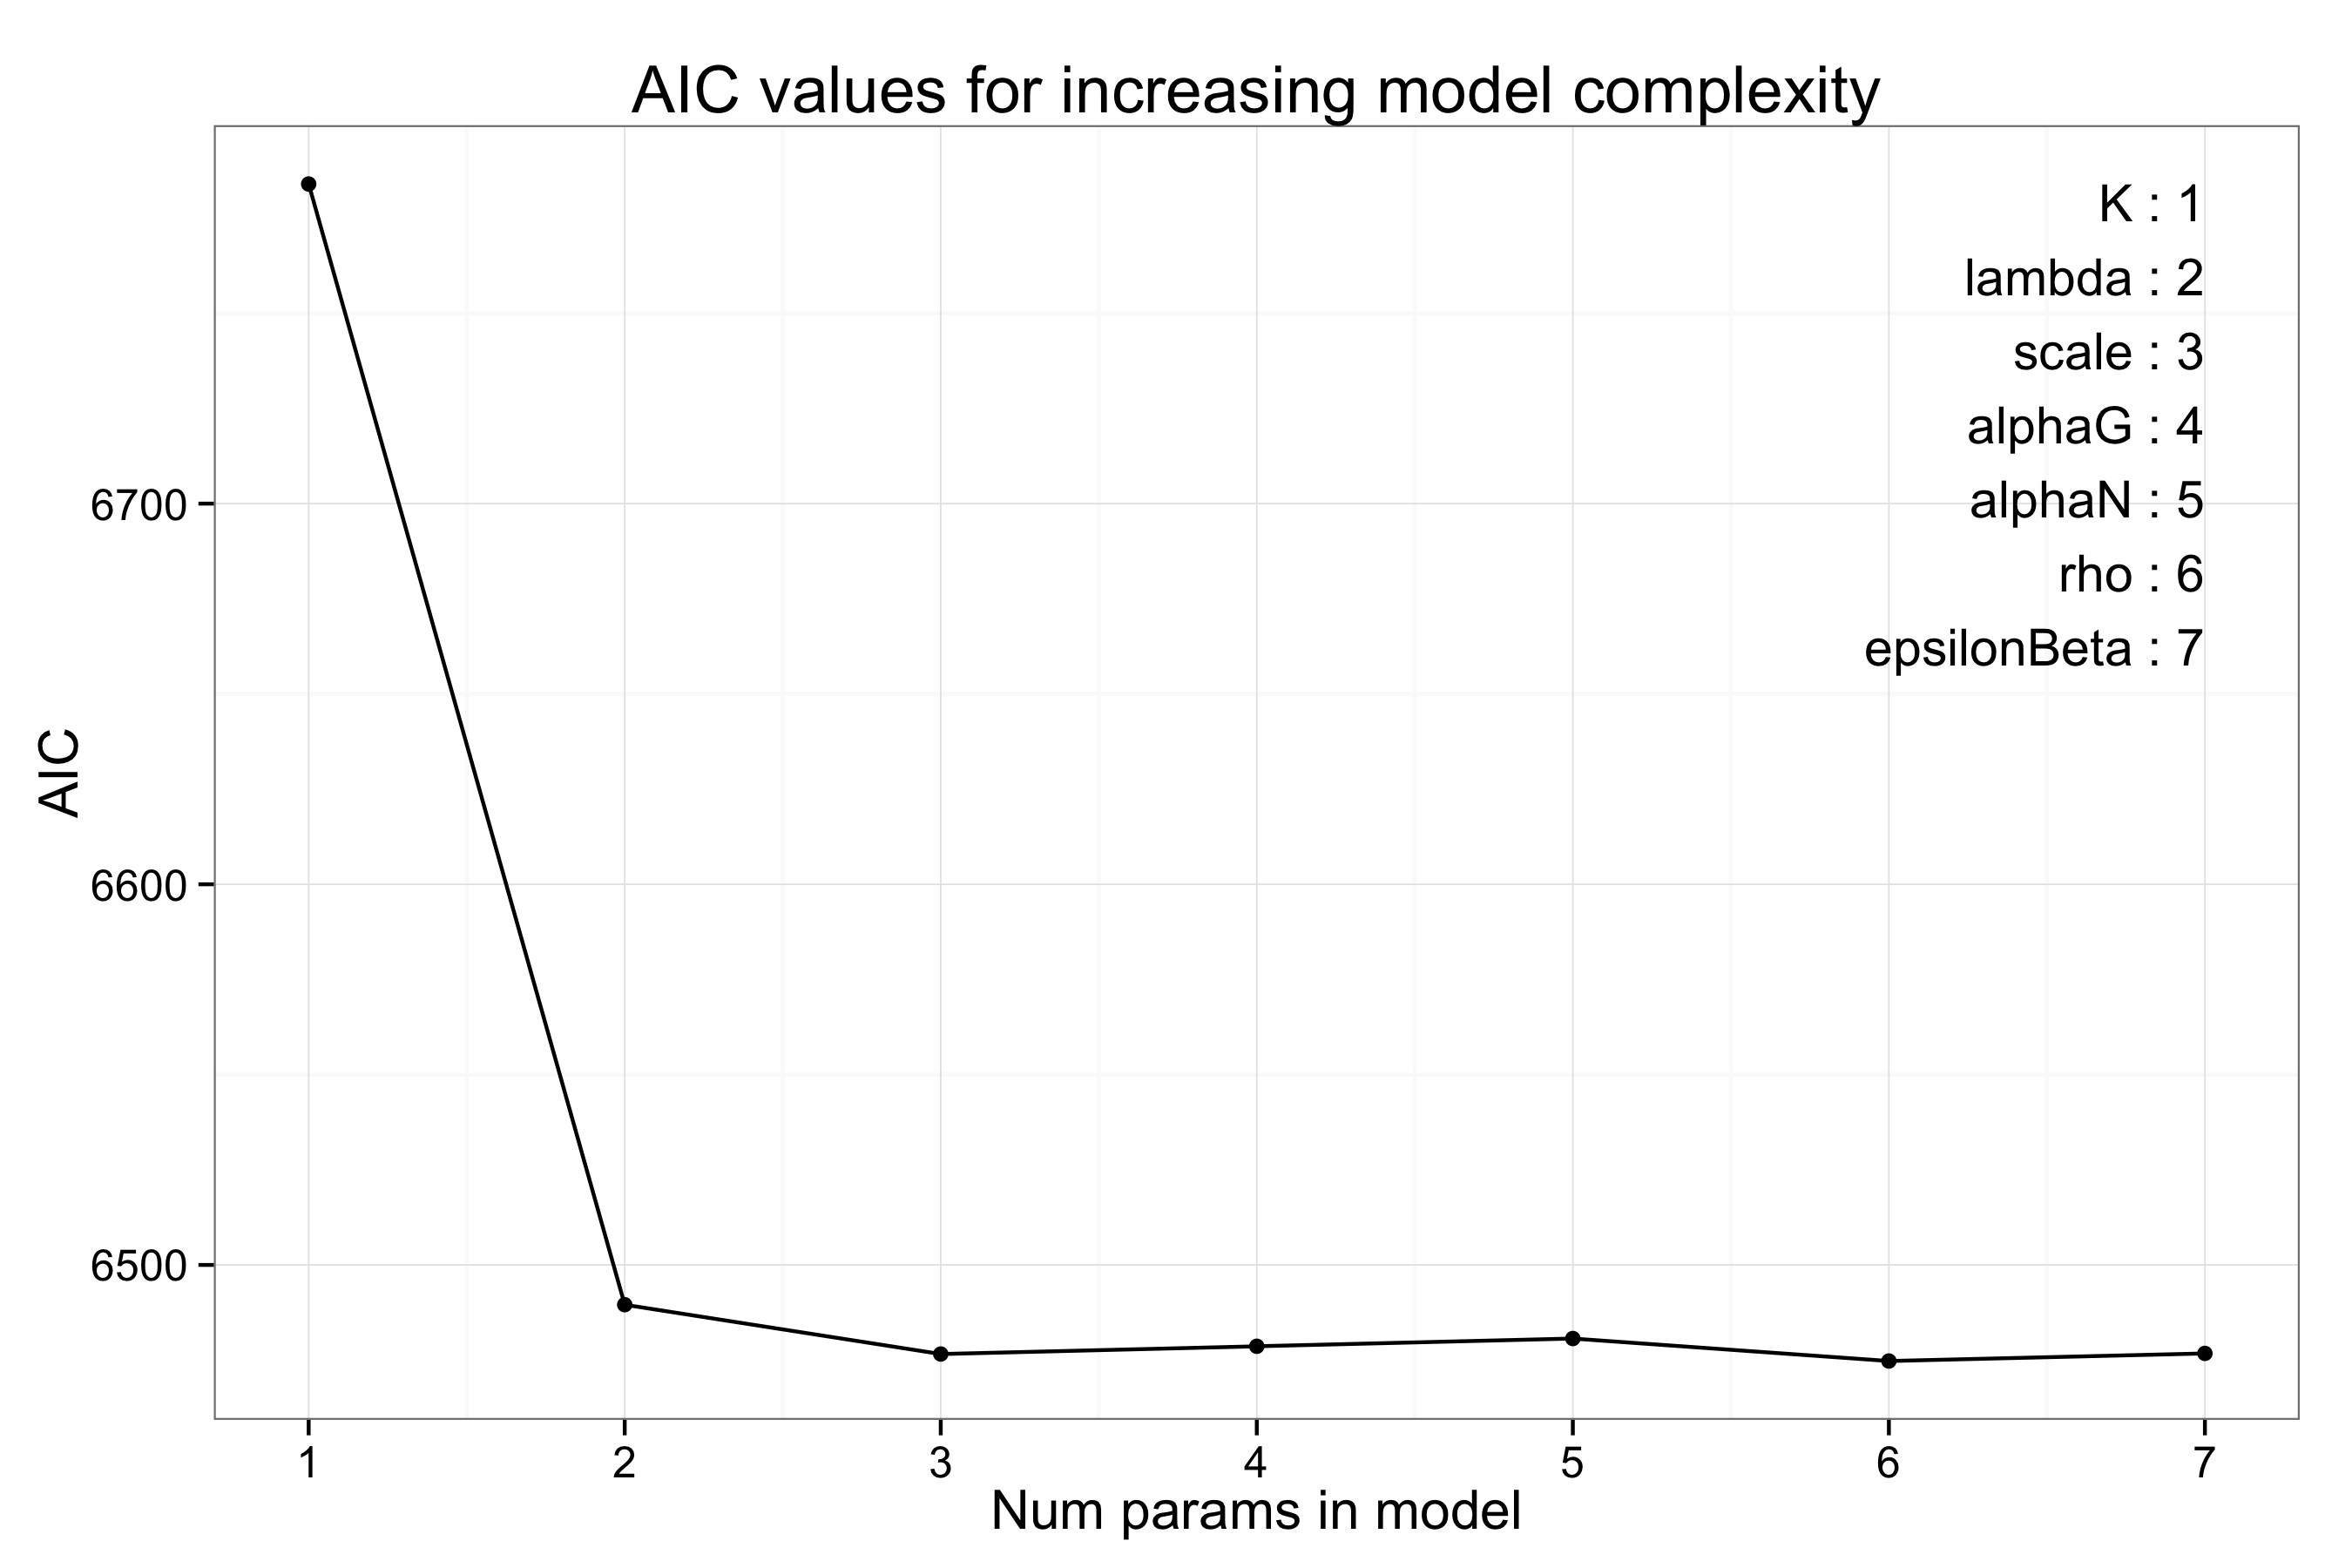 AIC values for increasing model complexity
K : 1
lambda : 2
scale : 3
alphaG : 4
alphaN : 5
rho : 6
epsilonBeta : 7
AIC
6700
6600
6500
1 2 3 4 5 6 7
Num params in model